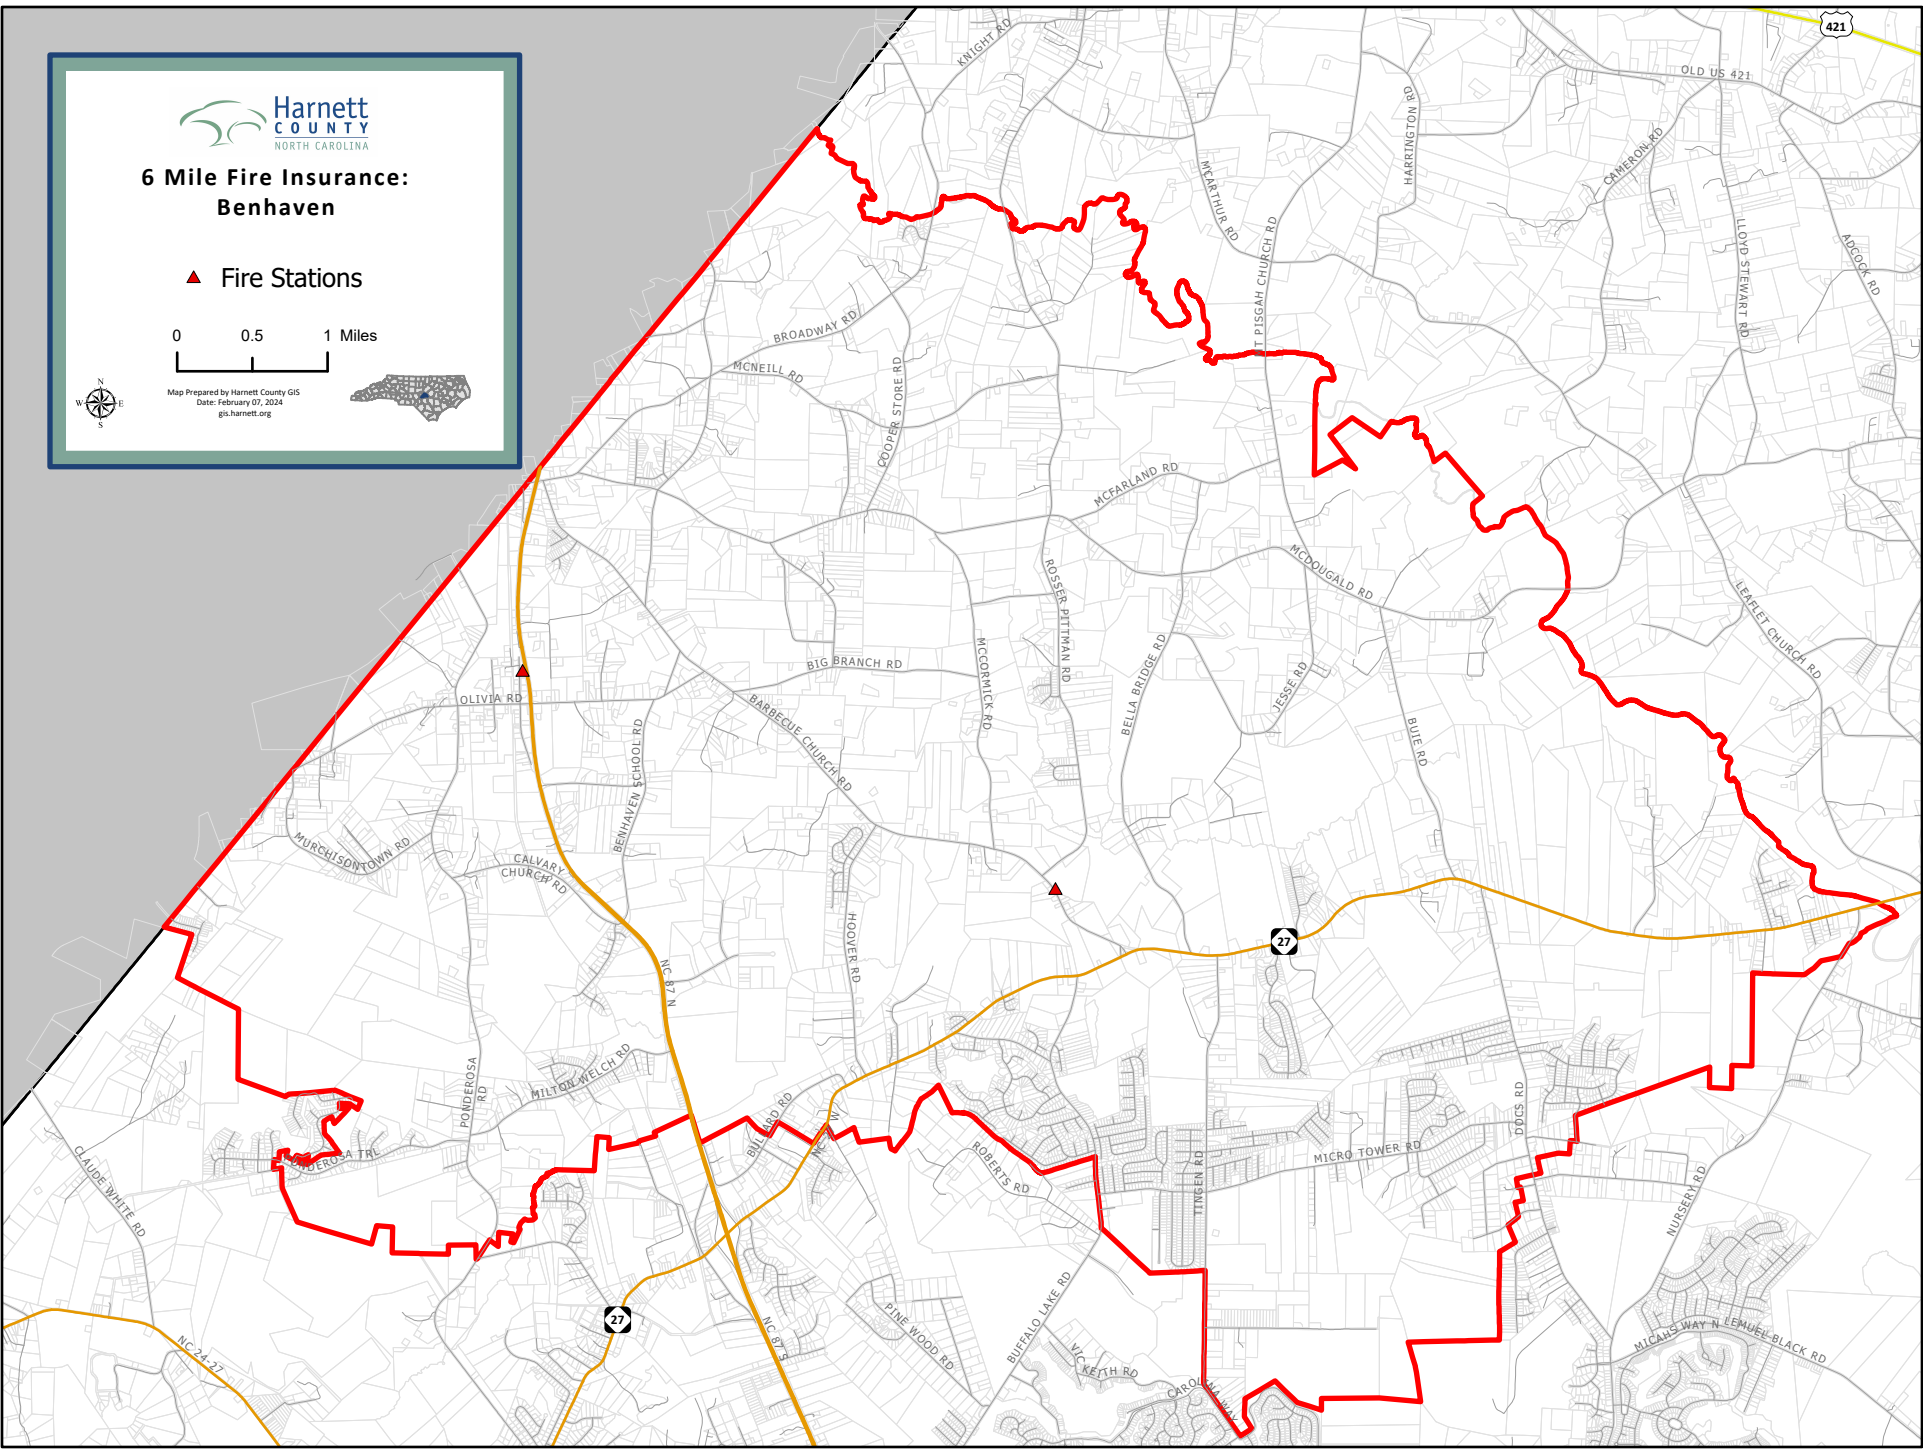 Harnett
COUNTY
NORTH CAROLINA
6 Mile Fire Insurance:
Benhaven
Fire Stations
0 0.5 1 Miles
N
W E
S
Map Prepared by Harnett County GIS
Date: February 07, 2024
gis.harnett.org
421
OLD US 421
KNIGHT RD
HARRINGTON RD
CAMERON RD
MCARTHUR RD
LLOYD STEWART RD
ADCOCK RD
PISGAH CHURCH RD
BROADWAY RD
MCNEILL RD
COOPER STORE RD
MCFARLAND RD
MCDOUGALD RD
ROSSER PITTMAN RD
LEAFLET CHURCH RD
BIG BRANCH RD
MCCORMICK RD
BELLA BRIDGE RD
JESSE RD
OLIVIA RD
BARBECUE CHURCH RD
BUIE RD
BENHAVEN SCHOOL RD
MURCHISONTOWN RD
CALVARY
CHURCH RD
HOOVER RD
27
NC 87 N
PONDEROSA
RD
MILTON WELCH RD
DOCS RD
MICRO TOWER RD
ROBERTS RD
TINGEN RD
CLAUDE WHITE RD
NURSERY RD
BUFFALO LAKE RD
27
NC 87 S
PINE WOOD RD
VIC KEITH RD
MICAHS WAY N
LEMUEL BLACK RD
NC 24-27